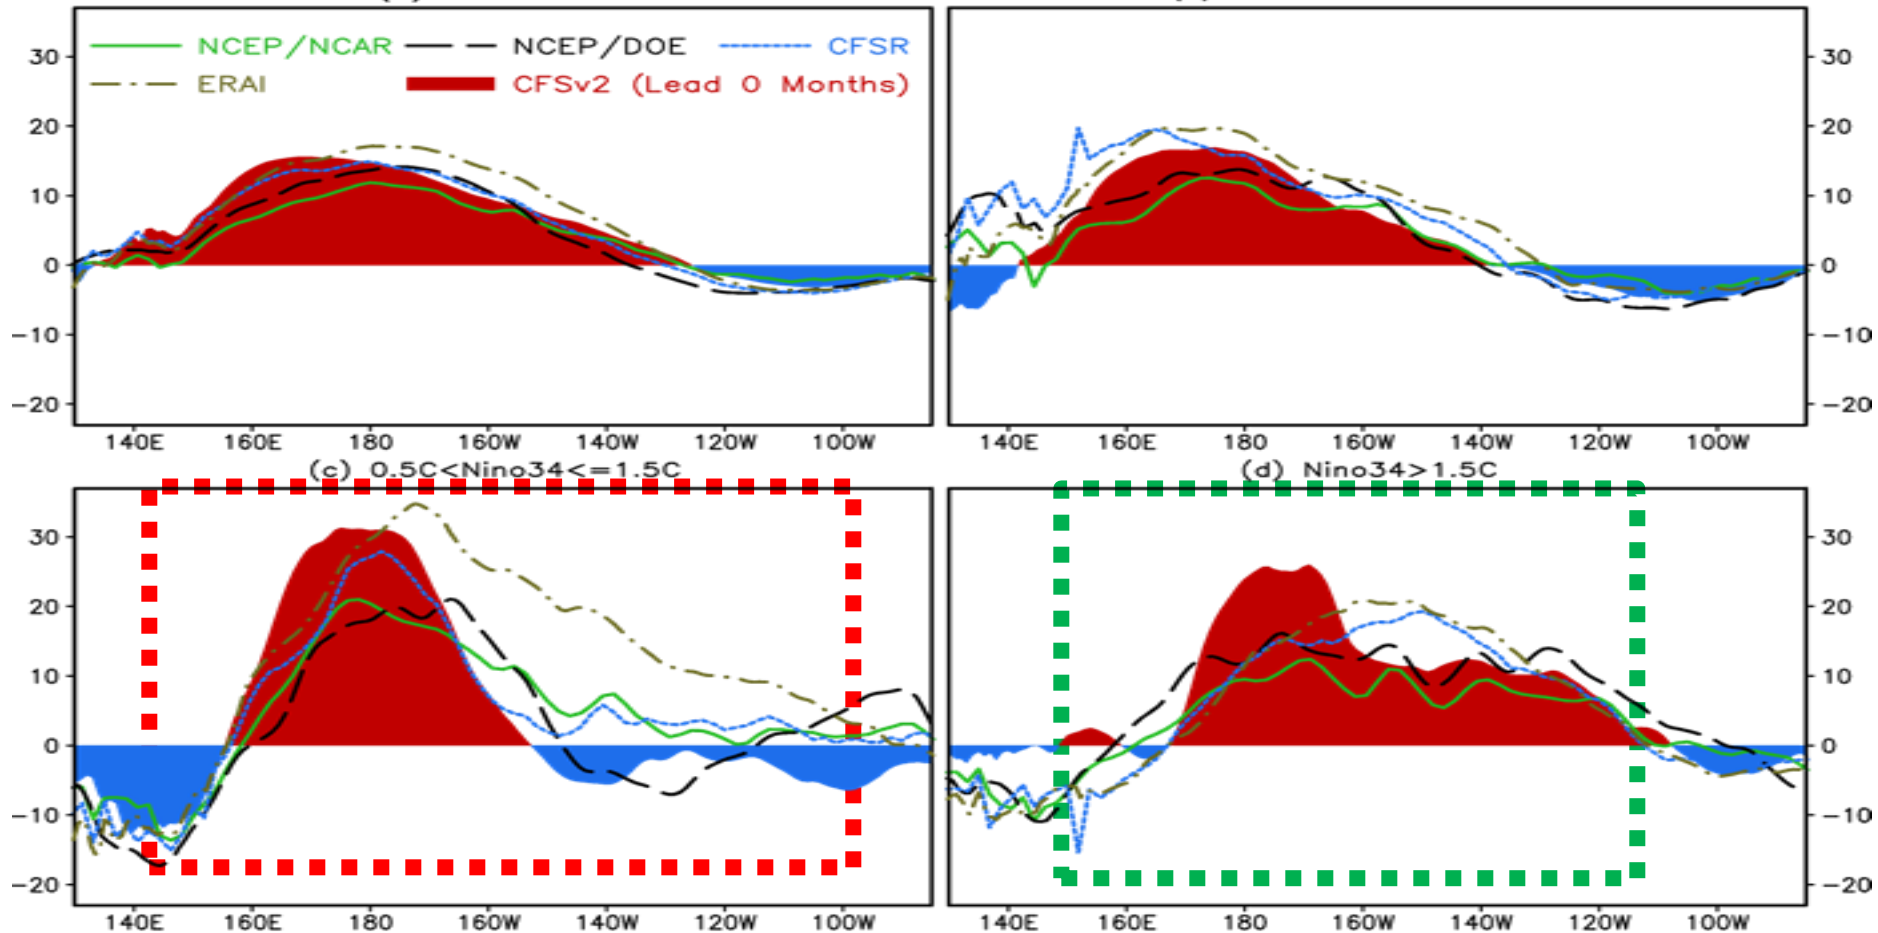 NCEP/NCAR NCEP/DOE CFSR
ERAI CFSv2 (Lead 0 Months)
30 30
20 20
10 10
0 0
−10 −10
−20 −20
140E 160E 180 160W 140W 120W 100W 140E 160E 180 160W 140W 120W 100W
(c) 0.5C<Nino34<=1.5C (d) Nino34>1.5C
30 30
20 20
10 10
0 0
−10 −10
−20 −20
140E 160E 180 160W 140W 120W 100W 140E 160E 180 160W 140W 120W 100W